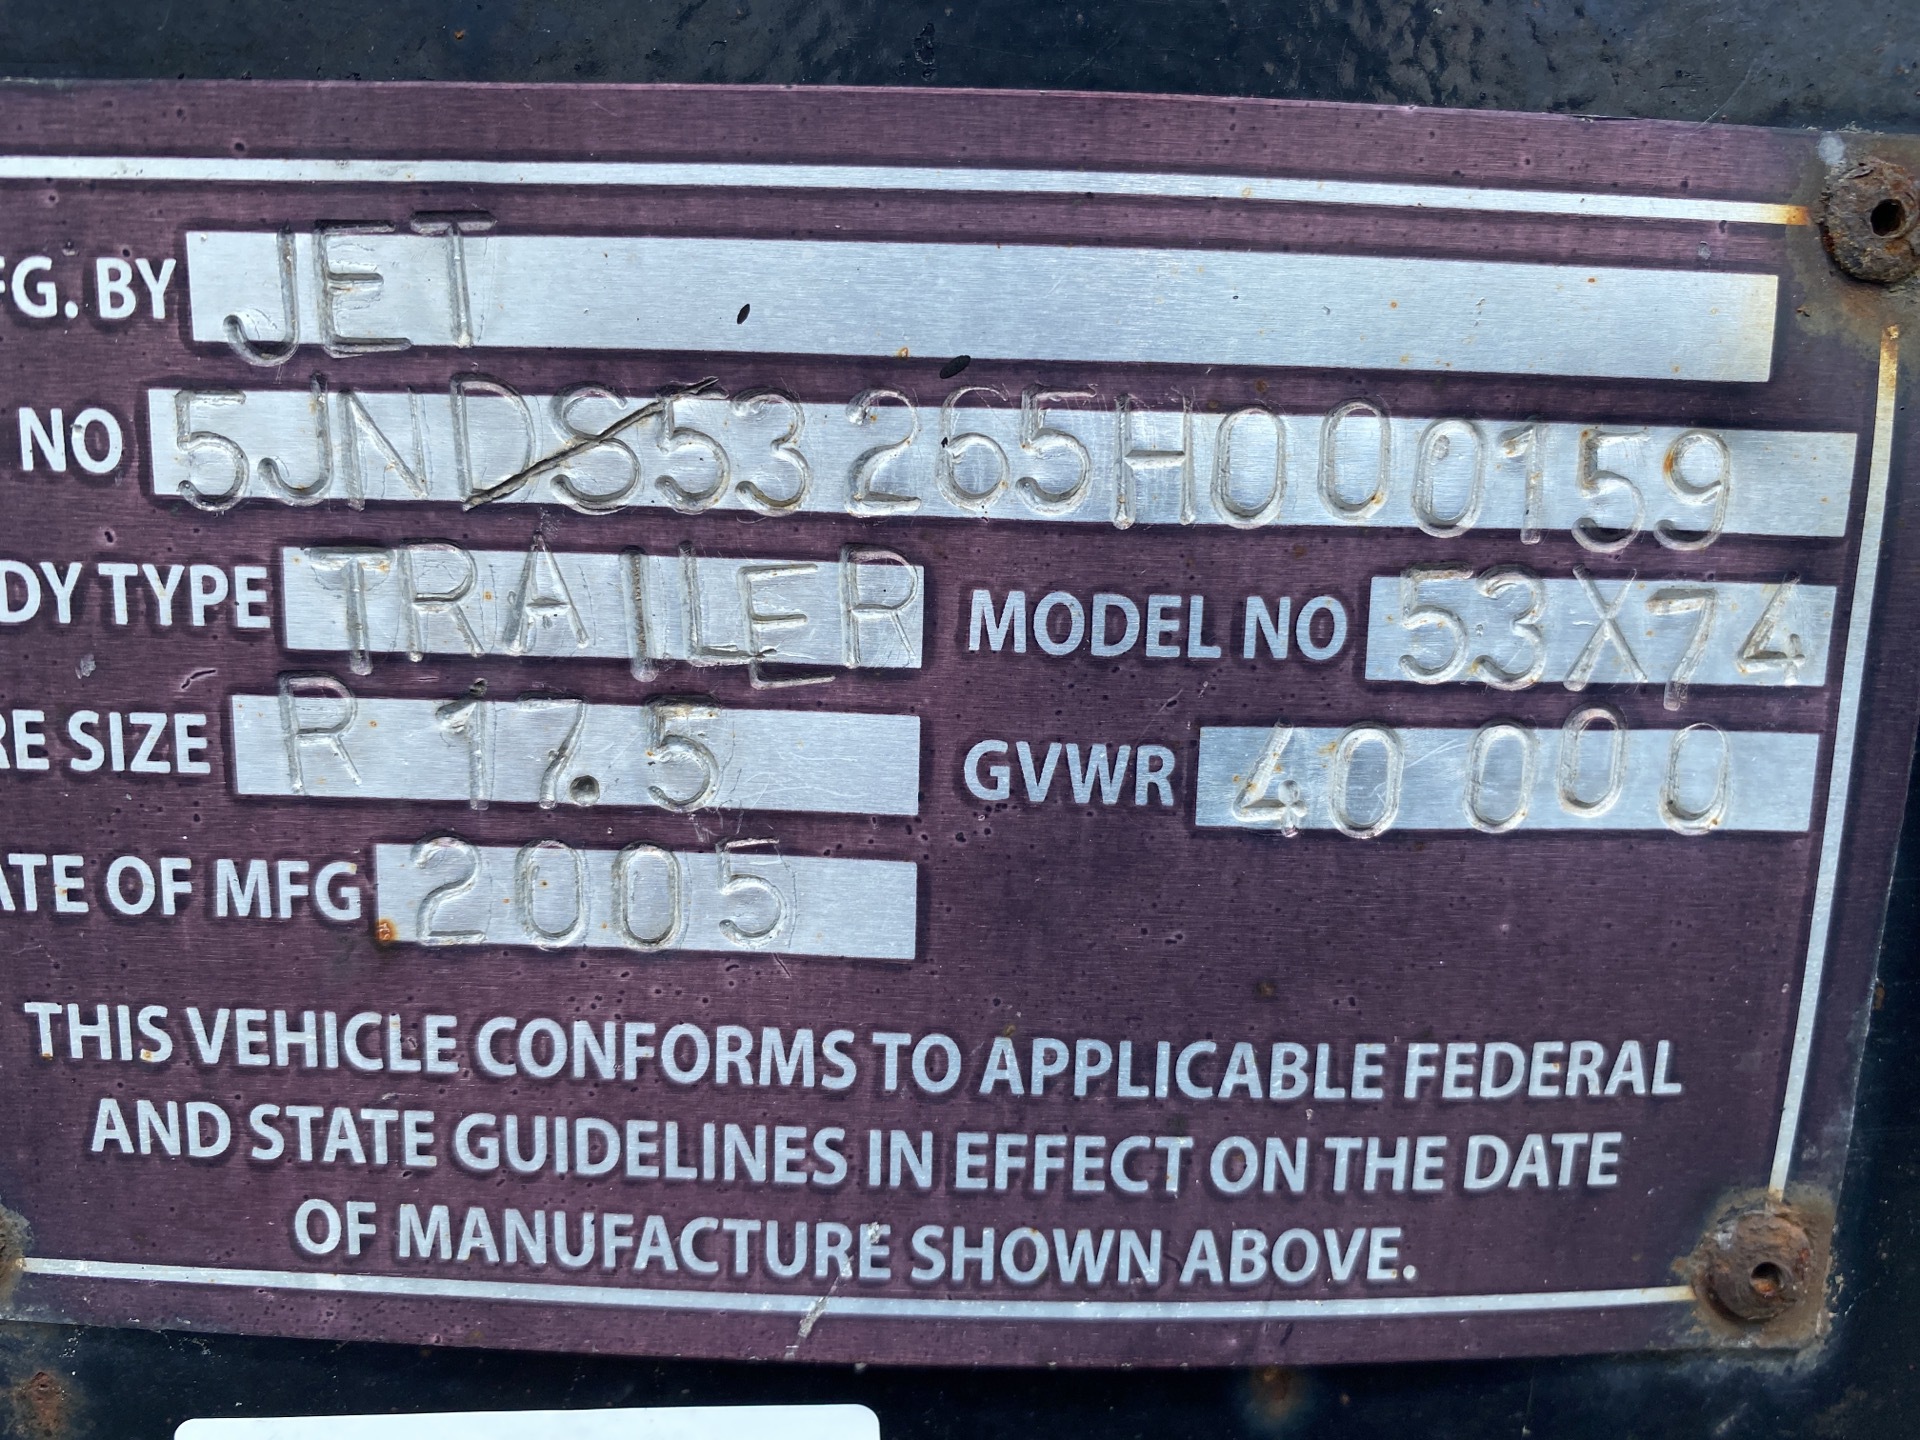 FG. BY JET
NO 5JNDS53265H000159
DY TYPE TRAILER MODEL NO 53X74
RE SIZE R 17.5 GVWR 40000
ATE OF MFG 2005
THIS VEHICLE CONFORMS TO APPLICABLE FEDERAL
AND STATE GUIDELINES IN EFFECT ON THE DATE
OF MANUFACTURE SHOWN ABOVE.